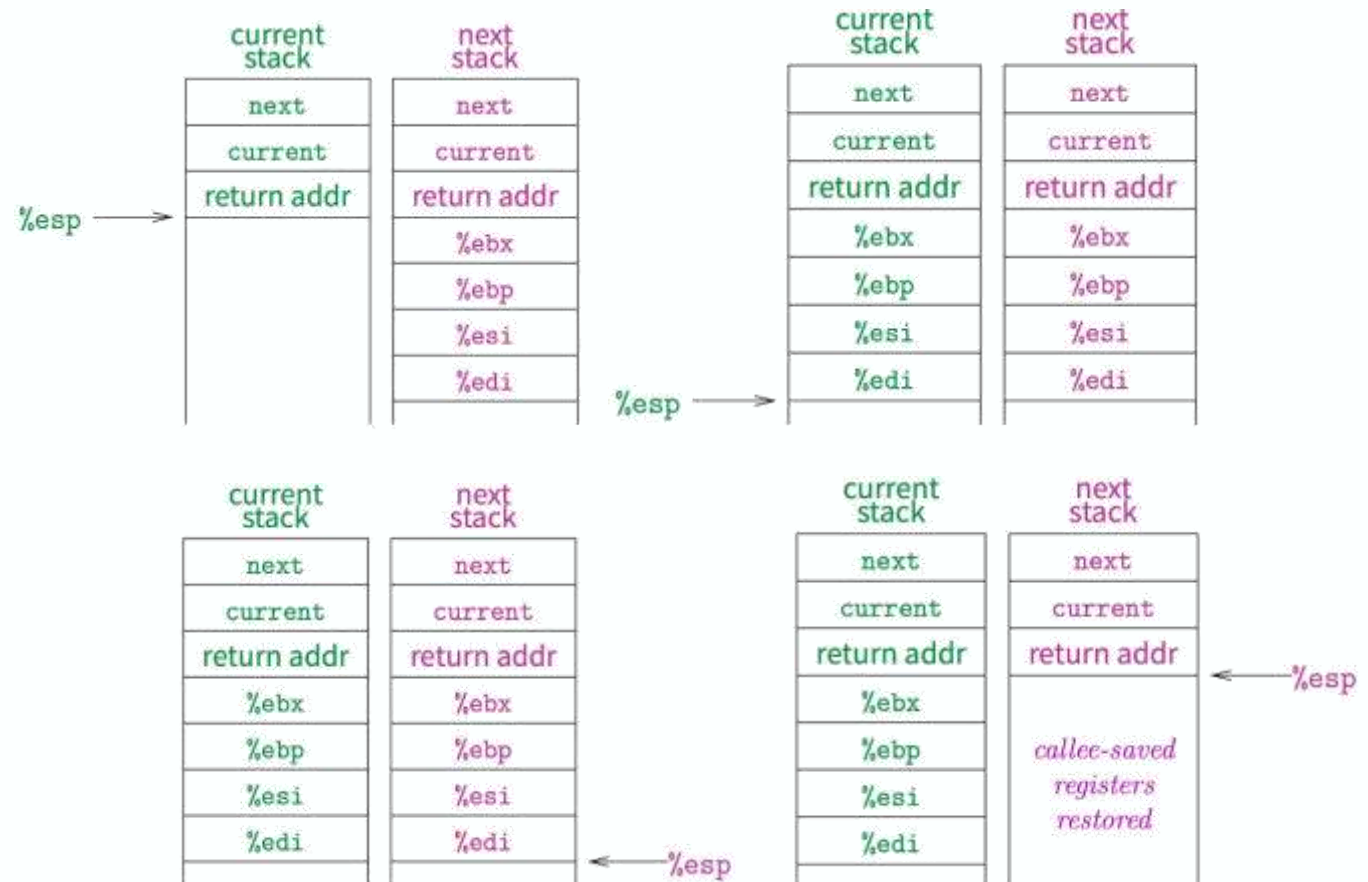 current
stack
next
stack
next
next
current
current
return addr
return addr
%esp
%ebx
%ebp
%esi
%edi
current
stack
next
stack
next
next
current
current
return addr
return addr
%ebx
%ebx
%ebp
%ebp
%esi
%esi
%edi
%edi
%esp
current
stack
next
stack
next
next
current
current
return addr
return addr
%ebx
%ebx
%ebp
%ebp
%esi
%esi
%edi
%edi
%esp
current
stack
next
stack
next
next
current
current
return addr
return addr
%esp
%ebx
%ebp
%esi
%edi
callee-saved
registers
restored